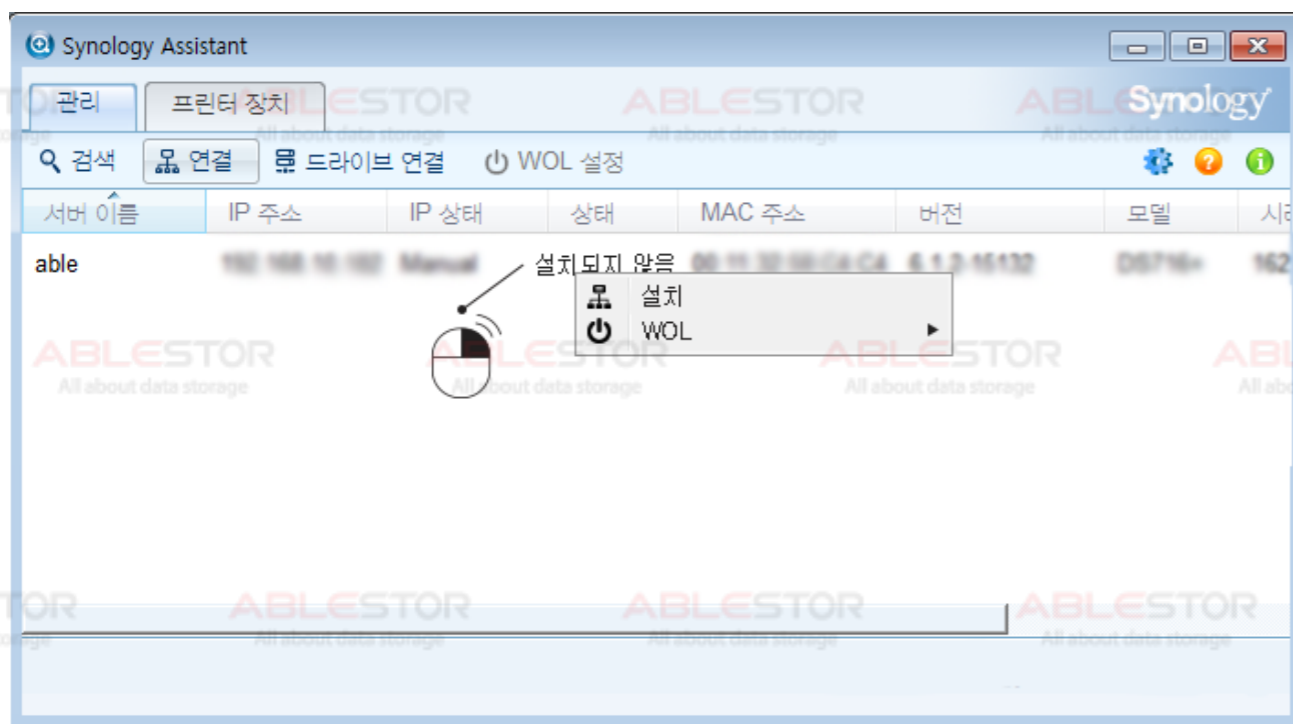 Synology Assistant
관리 프린터 장치 Synology
검색 연결 드라이브 연결 WOL 설정
서버 이름 IP 주소 IP 상태 상태 MAC 주소 버전 모델
able 설치되지 않음 162
설치
WOL
ABLESTOR
All about data storage